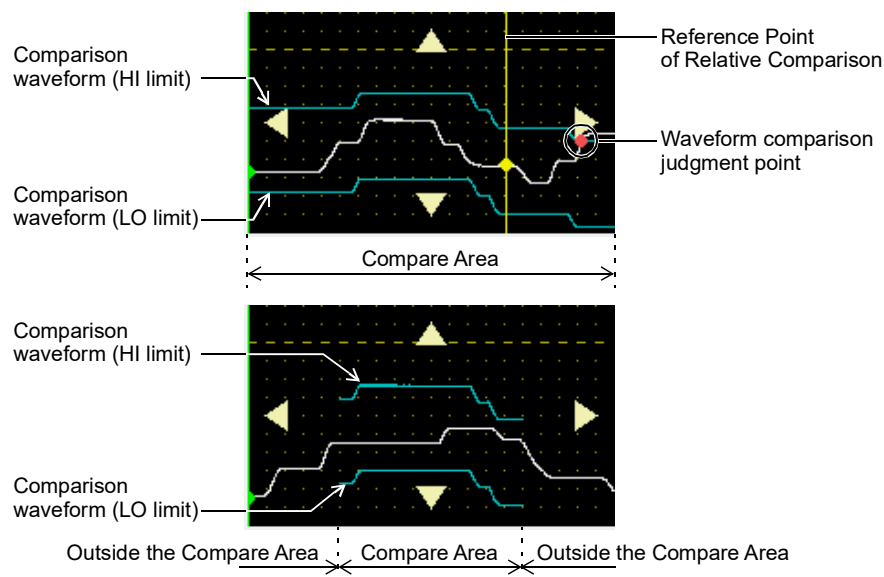 Reference Point
of Relative Comparison
Comparison
waveform (HI limit)
Waveform comparison
judgment point
Comparison
waveform (LO limit)
Compare Area
Comparison
waveform (HI limit)
Comparison
waveform (LO limit)
Outside the Compare Area
Compare Area
Outside the Compare Area